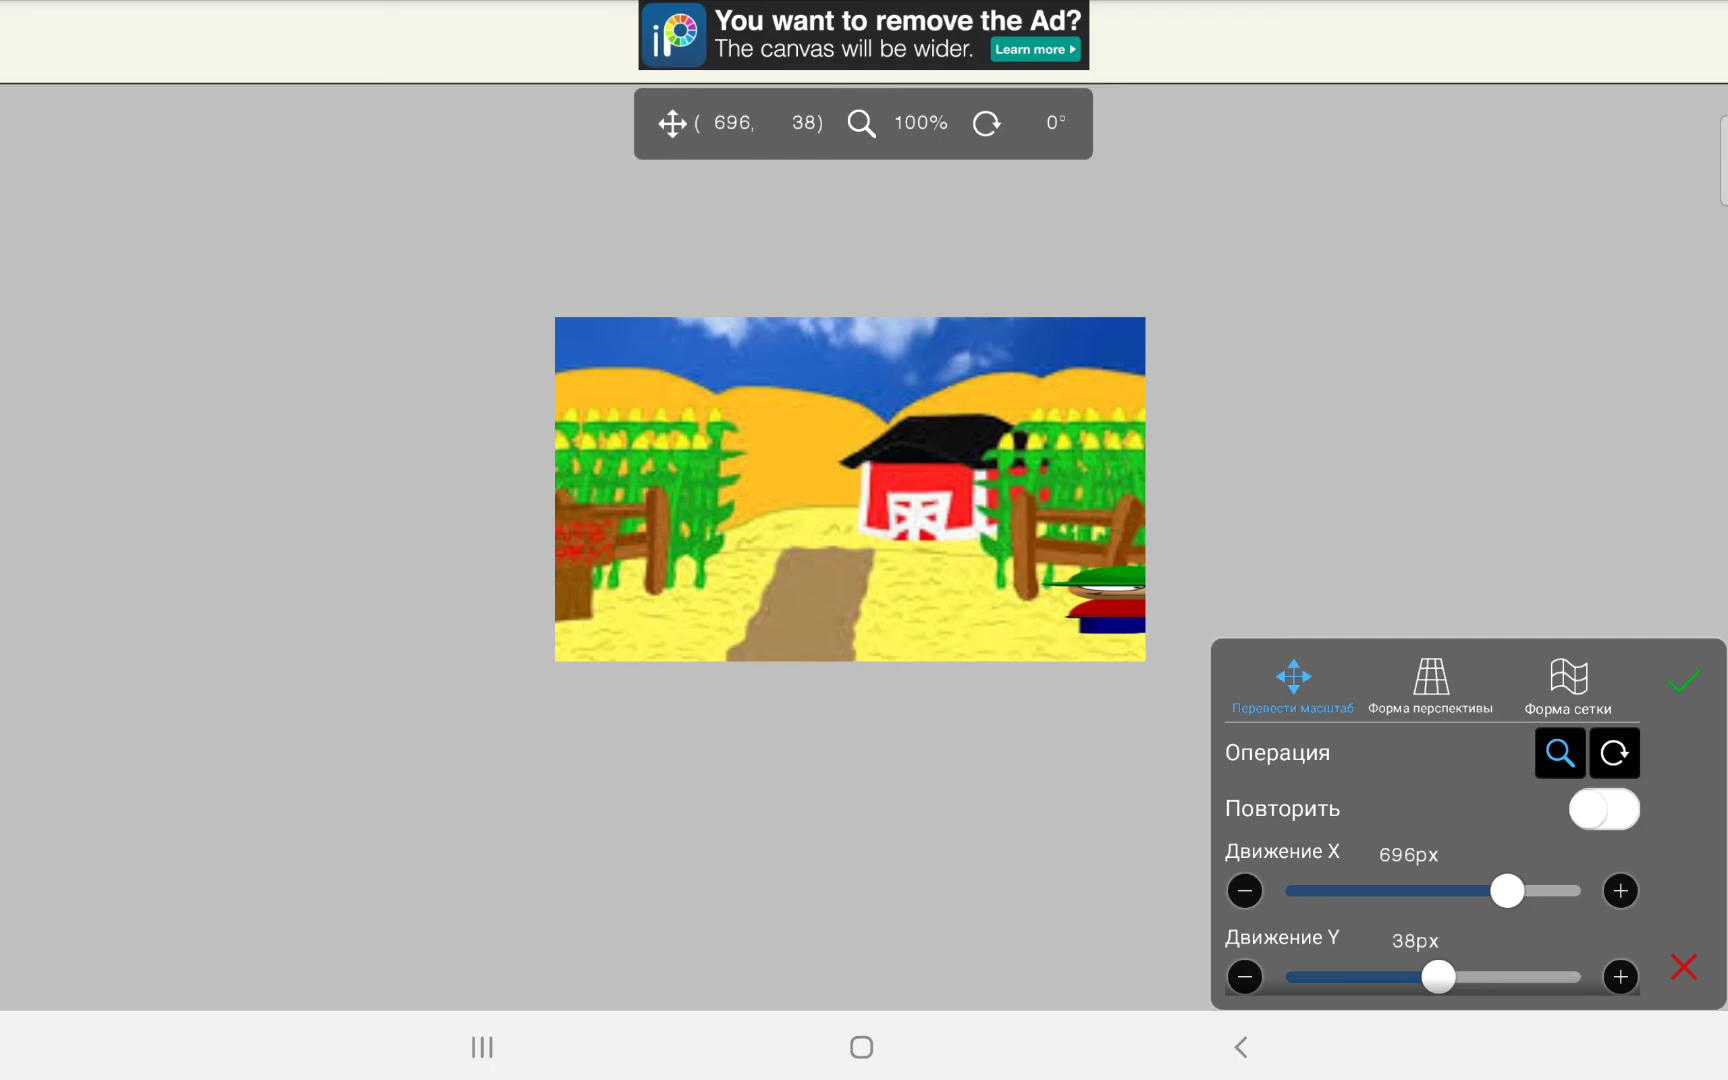 iP
You want to remove the Ad?
The canvas will be wider.
Learn more
( 696, 38) 100% 0°
Перевести масштаб
Форма перспективы
Форма сетки
Операция
Повторить
Движение X 696px
Движение Y 38px